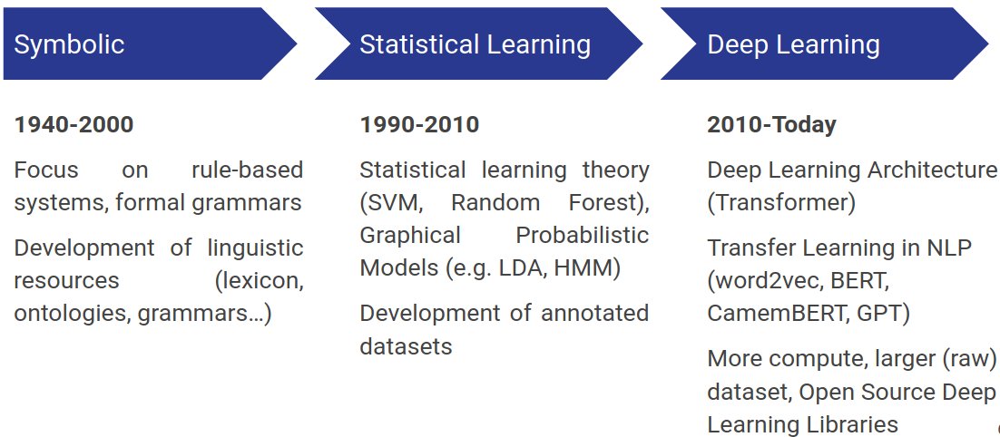 Symbolic
1940-2000
Focus on rule-based
systems, formal grammars
Development of linguistic
resources (lexicon,
ontologies, grammars…)
Statistical Learning
1990-2010
Statistical learning theory
(SVM, Random Forest),
Graphical Probabilistic
Models (e.g. LDA, HMM)
Development of annotated
datasets
Deep Learning
2010-Today
Deep Learning Architecture
(Transformer)
Transfer Learning in NLP
(word2vec, BERT,
CamemBERT, GPT)
More compute, larger (raw)
dataset, Open Source Deep
Learning Libraries